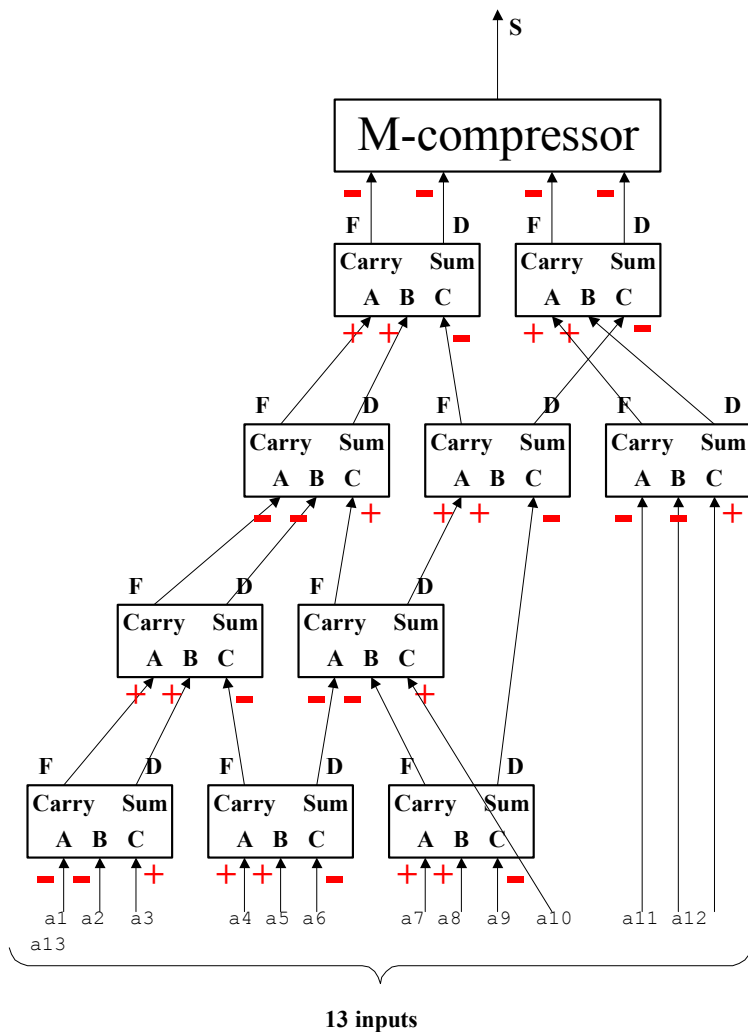 S
M-compressor
− − − −
F D F D
Carry Sum Carry Sum
A B C A B C
+ + − + + −
F D F D F D
Carry Sum Carry Sum Carry Sum
A B C A B C A B C
− − + + + − − − +
F D F D
Carry Sum Carry Sum
A B C A B C
+ + − − − +
F D F D F D
Carry Sum Carry Sum Carry Sum
A B C A B C A B C
− − + + + − + + −
a1 a2 a3 a4 a5 a6 a7 a8 a9 a10 a11 a12
a13
13 inputs